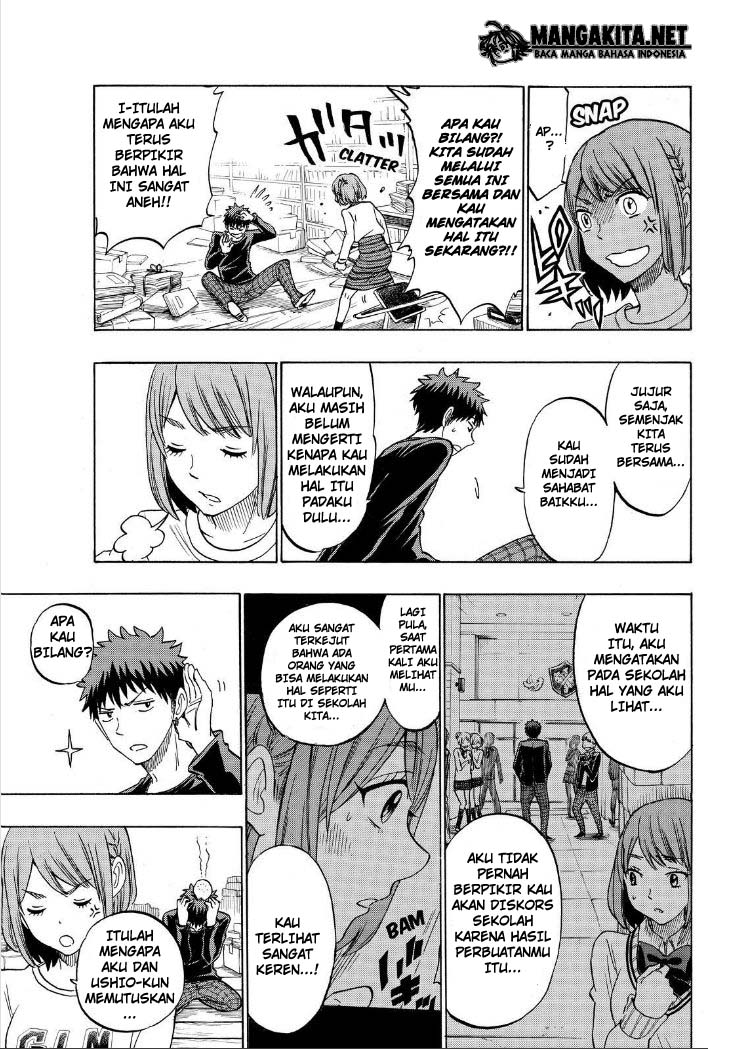 MANGAKITA.NET
BACA MANGA BAHASA INDONESIA
SNAP
AP...
?
APA KAU
BILANG?!
KITA SUDAH
MELALUI
SEMUA INI
BERSAMA DAN
KAU
MENGATAKAN
HAL ITU
SEKARANG?!!
ガタッ
CLATTER
I-ITULAH
MENGAPA AKU
TERUS
BERPIKIR
BAHWA HAL
INI SANGAT
ANEH!!
JUJUR
SAJA,
SEMENJAK
KITA
TERUS
BERSAMA...
KAU
SUDAH
MENJADI
SAHABAT
BAIKKU...
WALAUPUN,
AKU MASIH
BELUM
MENGERTI
KENAPA KAU
MELAKUKAN
HAL ITU
PADAKU
DULU...
WAKTU
ITU, AKU
MENGATAKAN
PADA SEKOLAH
HAL YANG AKU
LIHAT...
AKU TIDAK
PERNAH
BERPIKIR KAU
AKAN DISKORS
SEKOLAH
KARENA HASIL
PERBUATANMU
ITU...
LAGI
PULA,
SAAT
PERTAMA
KALI AKU
MELIHAT
MU...
AKU SANGAT
TERKEJUT
BAHWA ADA
ORANG YANG
BISA MELAKUKAN
HAL SEPERTI
ITU DI SEKOLAH
KITA...
KAU
TERLIHAT
SANGAT
KEREN...!
BAM
APA
KAU
BILANG?
ITULAH
MENGAPA
AKU DAN
USHIO-KUN
MEMUTUSKAN
...